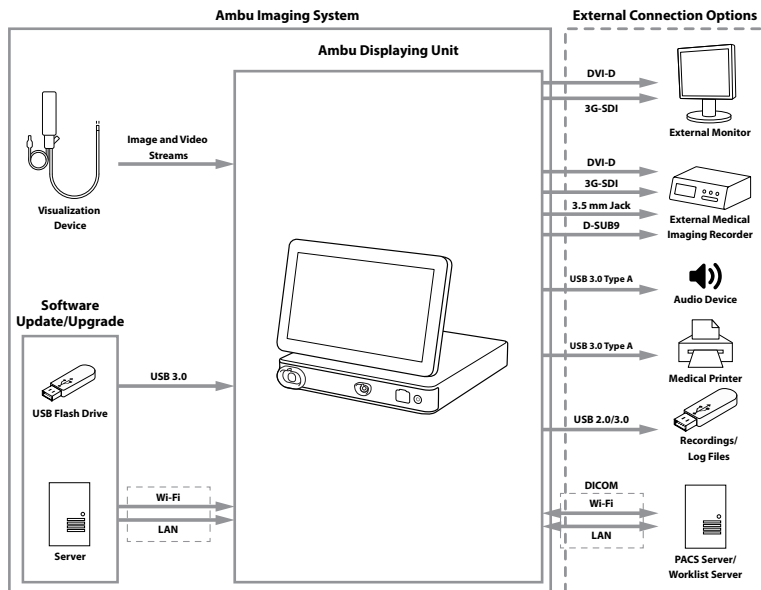 Ambu Imaging System
External Connection Options
Ambu Displaying Unit
Image and Video
Streams
Visualization
Device
Software
Update/Upgrade
USB Flash Drive
USB 3.0
Server
Wi-Fi
LAN
DVI-D
3G-SDI
External Monitor
DVI-D
3G-SDI
3.5 mm Jack
D-SUB9
External Medical
Imaging Recorder
USB 3.0 Type A
Audio Device
USB 3.0 Type A
Medical Printer
USB 2.0/3.0
Recordings/
Log Files
DICOM
Wi-Fi
LAN
PACS Server/
Worklist Server